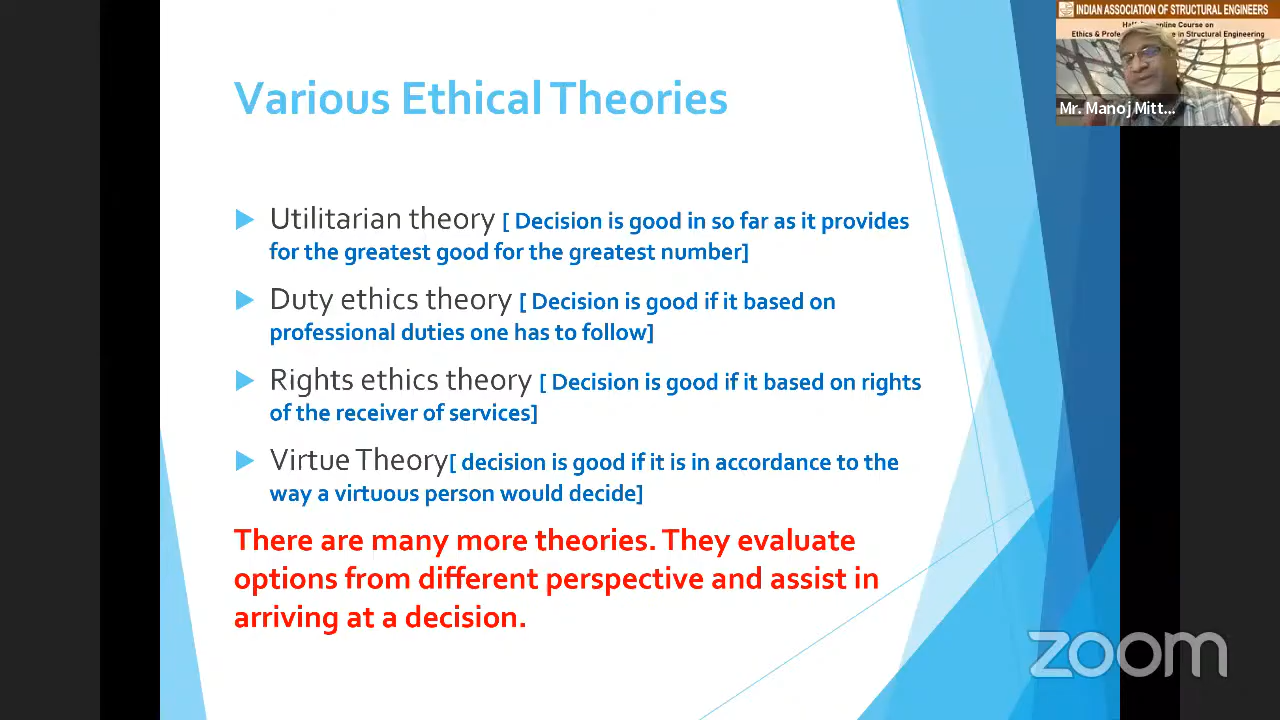 Various Ethical Theories
Utilitarian theory [ Decision is good in so far as it provides
for the greatest good for the greatest number]
Duty ethics theory [ Decision is good if it based on
professional duties one has to follow]
Rights ethics theory [ Decision is good if it based on rights
of the receiver of services]
Virtue Theory[ decision is good if it is in accordance to the
way a virtuous person would decide]
There are many more theories. They evaluate
options from different perspective and assist in
arriving at a decision.
INDIAN ASSOCIATION OF STRUCTURAL ENGINEERS
Online Course on
Ethics & in Structural Engineering
Mr. Manoj Mitt...
zoom